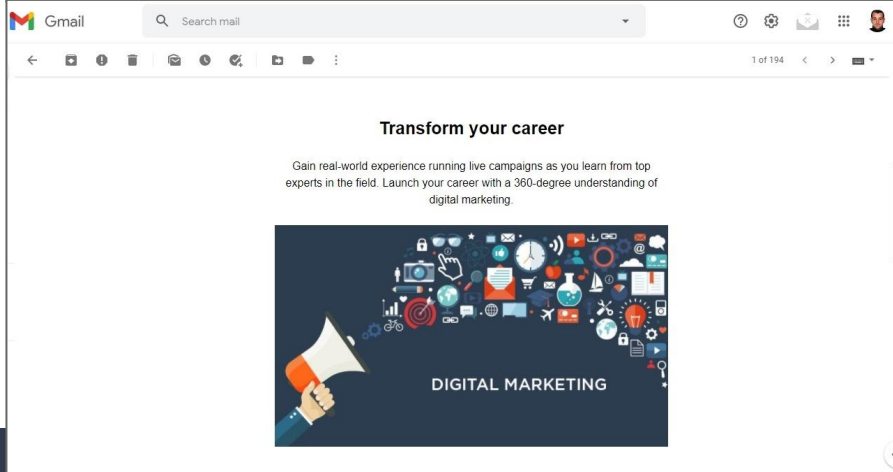 Gmail
Search mail
1 of 194
Transform your career
Gain real-world experience running live campaigns as you learn from top
experts in the field. Launch your career with a 360-degree understanding of
digital marketing.
@
DIGITAL MARKETING